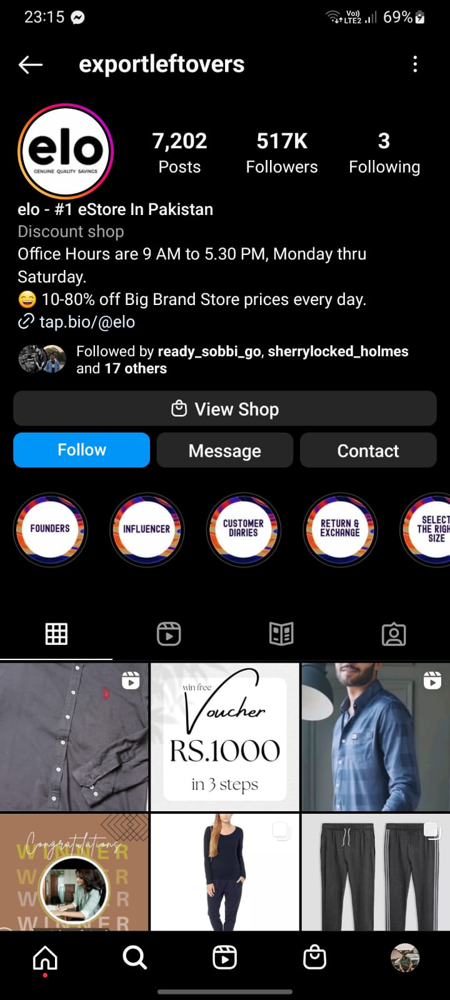 23:15
Vo))
LTE2
69%
exportleftovers
elo
GENUINE QUALITY SAVINGS
7,202
Posts
517K
Followers
3
Following
elo - #1 eStore In Pakistan
Discount shop
Office Hours are 9 AM to 5.30 PM, Monday thru
Saturday.
😄 10-80% off Big Brand Store prices every day.
tap.bio/@elo
Followed by ready_sobbi_go, sherrylocked_holmes
and 17 others
View Shop
Follow
Message
Contact
FOUNDERS
INFLUENCER
CUSTOMER
DIARIES
RETURN &
EXCHANGE
SELECT
THE RIGH
SIZE
win free
Voucher
RS.1000
in 3 steps
Congratulations
WINNER
W ER
W R
WINNER